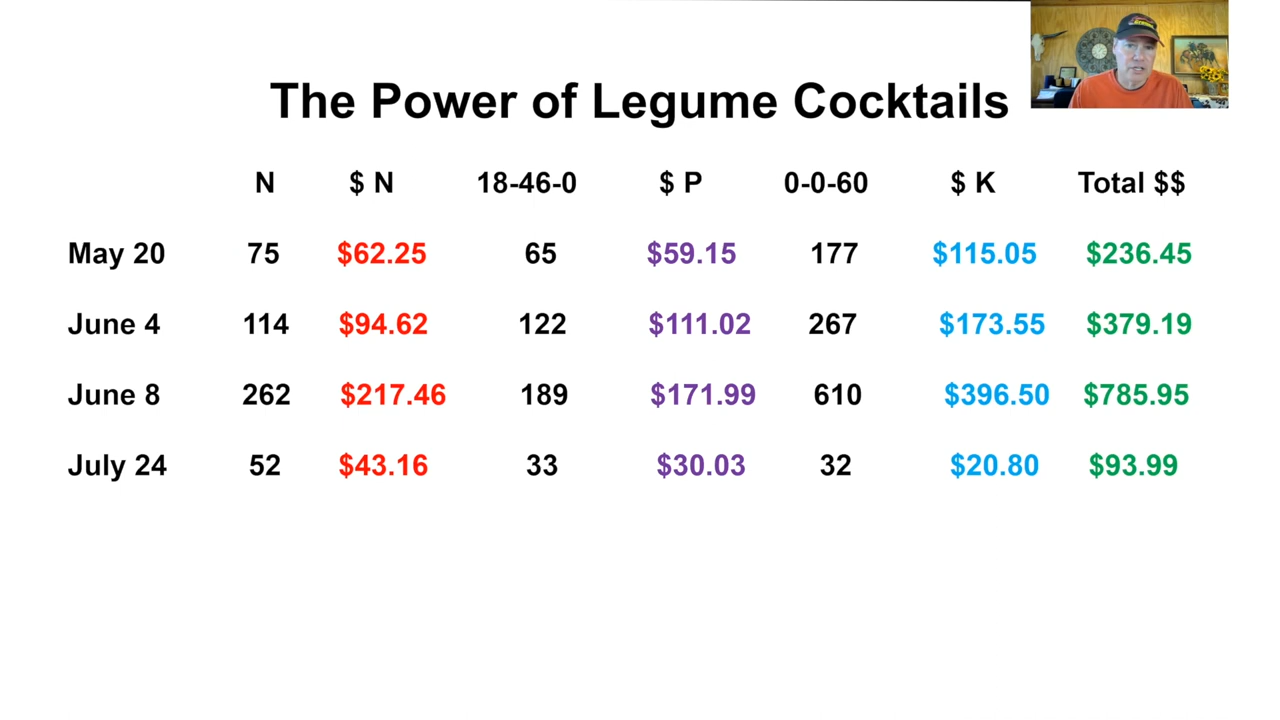 The Power of Legume Cocktails
N $ N 18-46-0 $ P 0-0-60 $ K Total $$
May 20 75 $62.25 65 $59.15 177 $115.05 $236.45
June 4 114 $94.62 122 $111.02 267 $173.55 $379.19
June 8 262 $217.46 189 $171.99 610 $396.50 $785.95
July 24 52 $43.16 33 $30.03 32 $20.80 $93.99